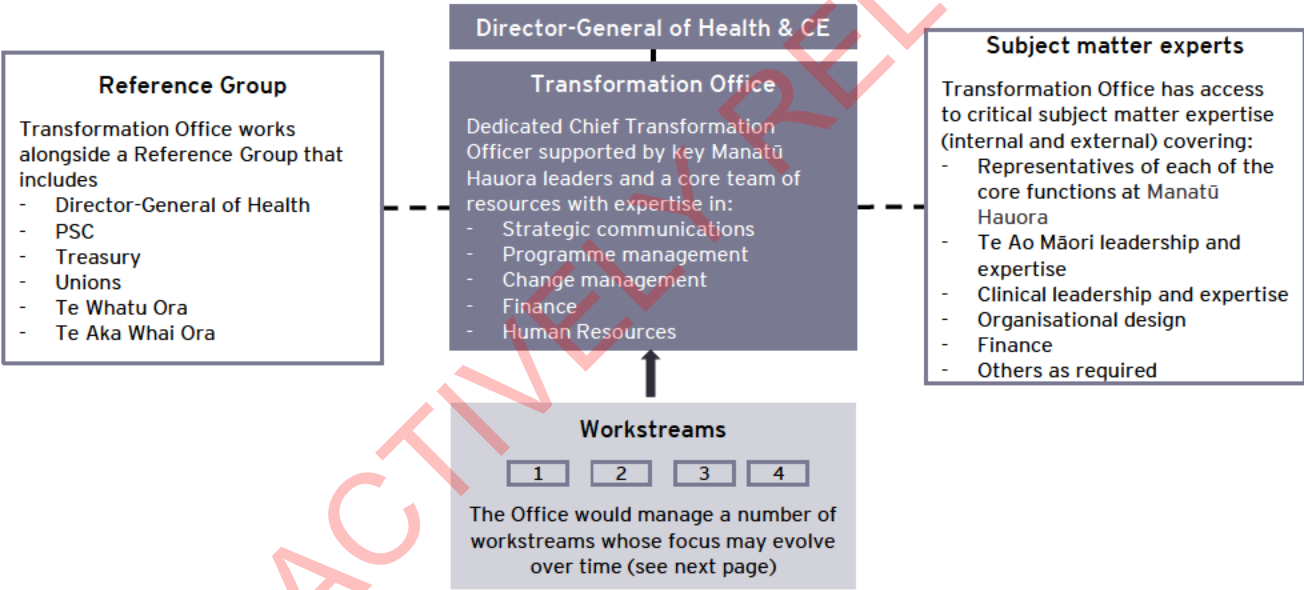 Director-General of Health & CE
Reference Group
Transformation Office works
alongside a Reference Group that
includes
- Director-General of Health
- PSC
- Treasury
- Unions
- Te Whatu Ora
- Te Aka Whai Ora
Transformation Office
Dedicated Chief Transformation
Officer supported by key Manatū
Hauora leaders and a core team of
resources with expertise in:
- Strategic communications
- Programme management
- Change management
- Finance
- Human Resources
Subject matter experts
Transformation Office has access
to critical subject matter expertise
(internal and external) covering:
- Representatives of each of the
core functions at Manatū
Hauora
- Te Ao Māori leadership and
expertise
- Clinical leadership and expertise
- Organisational design
- Finance
- Others as required
Workstreams
1 2 3 4
The Office would manage a number of
workstreams whose focus may evolve
over time (see next page)
ACTIVELY REL